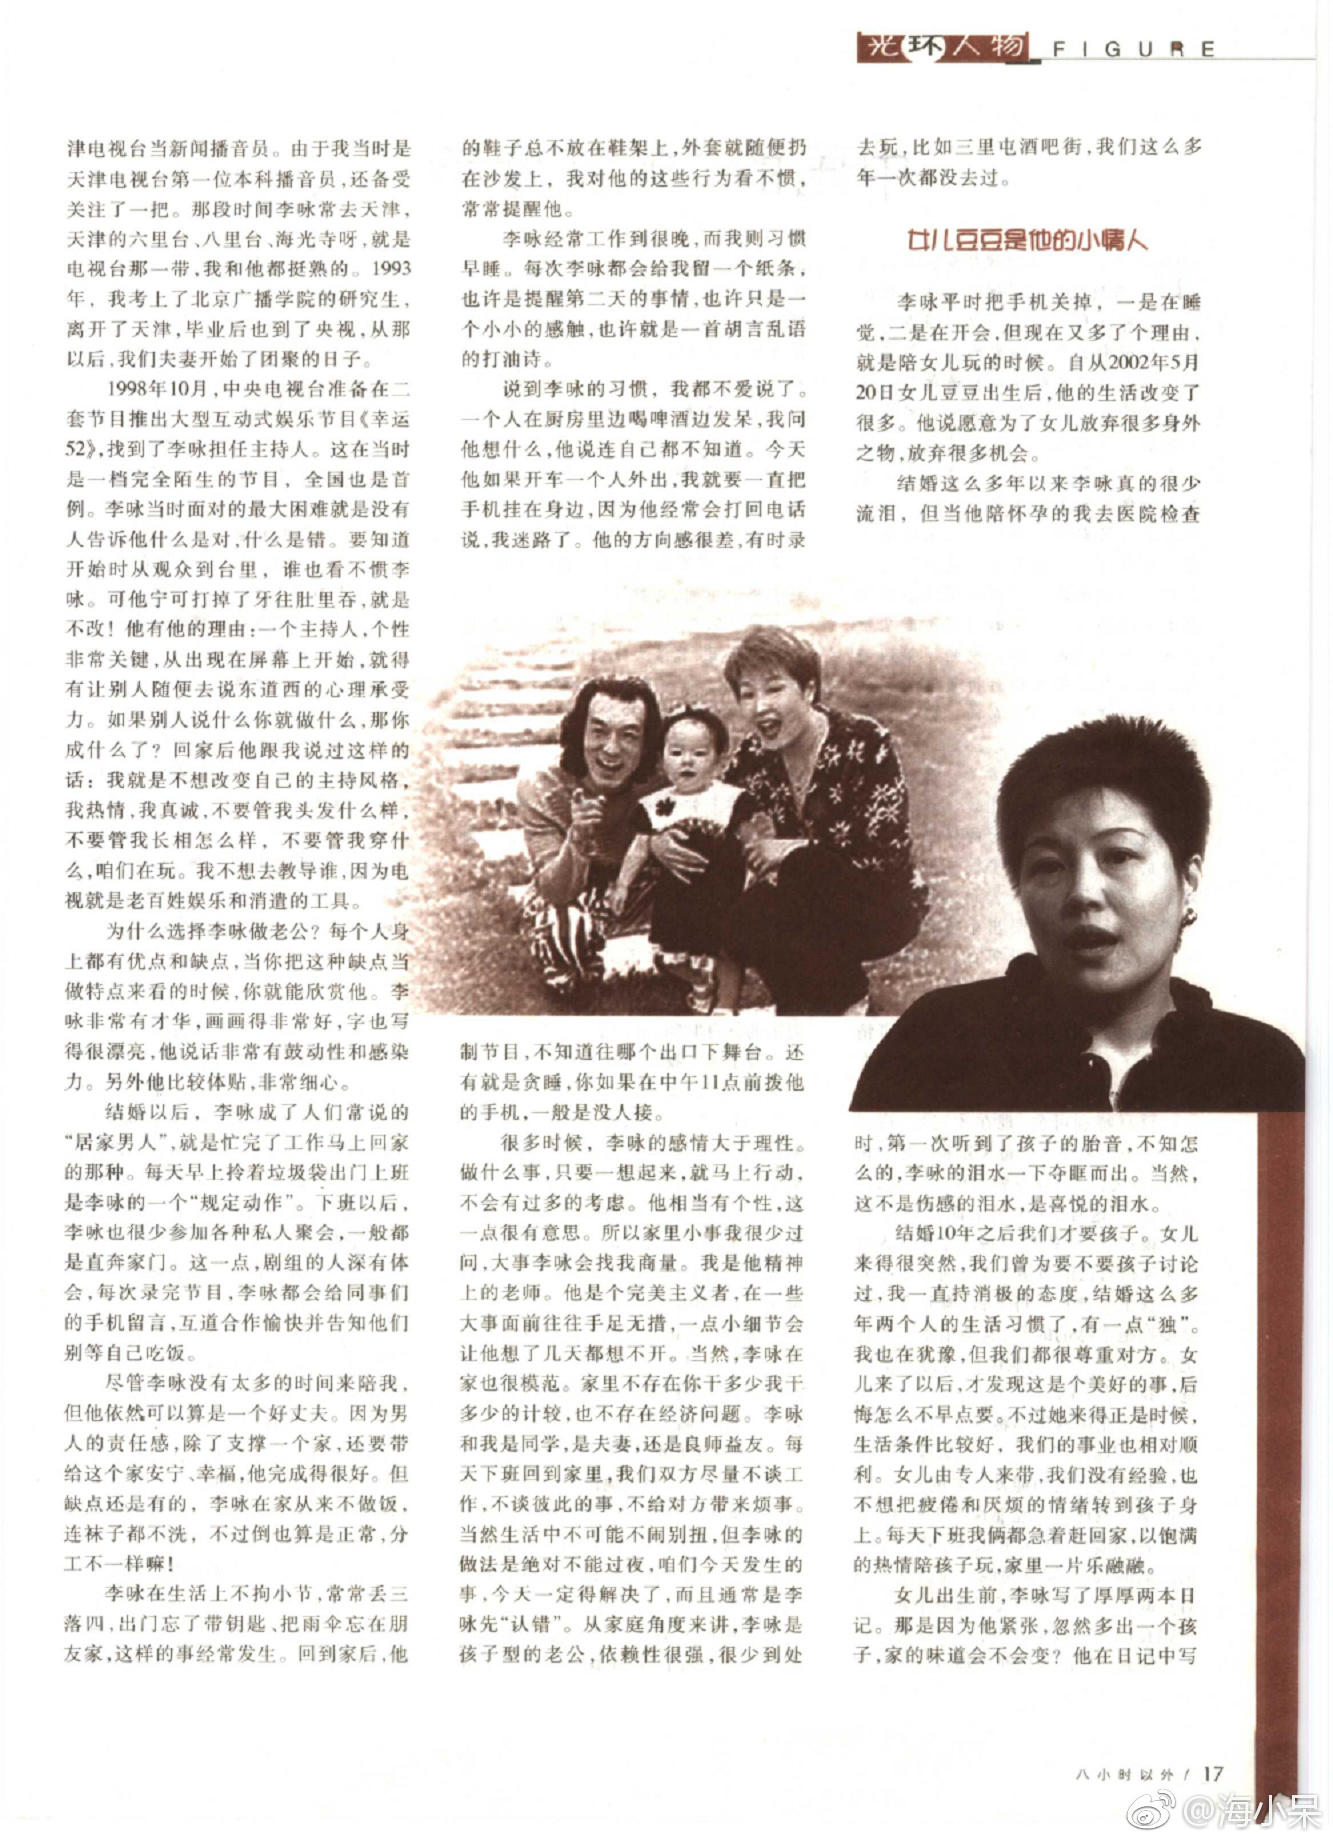 光环人物 FIGURE
津电视台当新闻播音员。由于我当时是
天津电视台第一位本科播音员,还备受
关注了一把。那段时间李咏常去天津,
天津的六里台、八里台、海光寺呀,就是
电视台那一带,我和他都挺熟的。1993
年,我考上了北京广播学院的研究生,
离开了天津,毕业后也到了央视,从那
以后,我们夫妻开始了团聚的日子。
1998年10月,中央电视台准备在二
套节目推出大型互动式娱乐节目《幸运
52》,找到了李咏担任主持人。这在当时
是一档完全陌生的节目,全国也是首
例。李咏当时面对的最大困难就是没有
人告诉他什么是对,什么是错。要知道
开始时从观众到台里,谁也看不惯李
咏。可他宁可打掉了牙往肚里吞,就是
不改!他有他的理由:一个主持人,个性
非常关键,从出现在屏幕上开始,就得
有让别人随便去说东道西的心理承受
力。如果别人说什么你就做什么,那你
成什么了?回家后他跟我说过这样的
话:我就是不想改变自己的主持风格,
我热情,我真诚,不要管我头发什么样,
不要管我长相怎么样,不要管我穿什
么,咱们在玩。我不想去教导谁,因为电
视就是老百姓娱乐和消遣的工具。
为什么选择李咏做老公?每个人身
上都有优点和缺点,当你把这种缺点当
做特点来看的时候,你就能欣赏他。李
咏非常有才华,画画得非常好,字也写
得很漂亮,他说话非常有鼓动性和感染
力。另外他比较体贴,非常细心。
结婚以后,李咏成了人们常说的
“居家男人”,就是忙完了工作马上回家
的那种。每天早上拎着垃圾袋出门上班
是李咏的一个“规定动作”。下班以后,
李咏也很少参加各种私人聚会,一般都
是直奔家门。这一点,剧组的人深有体
会,每次录完节目,李咏都会给同事们
的手机留言,互道合作愉快并告知他们
别等自己吃饭。
尽管李咏没有太多的时间来陪我,
但他依然可以算是一个好丈夫。因为男
人的责任感,除了支撑一个家,还要带
给这个家安宁、幸福,他完成得很好。但
缺点还是有的,李咏在家从来不做饭,
连袜子都不洗,不过倒也算是正常,分
工不一样嘛!
李咏在生活上不拘小节,常常丢三
落四,出门忘了带钥匙、把雨伞忘在朋
友家,这样的事经常发生。回到家后,他
的鞋子总不放在鞋架上,外套就随便扔
在沙发上,我对他的这些行为看不惯,
常常提醒他。
李咏经常工作到很晚,而我则习惯
早睡。每次李咏都会给我留一个纸条,
也许是提醒第二天的事情,也许只是一
个小小的感触,也许就是一首胡言乱语
的打油诗。
说到李咏的习惯,我都不爱说了。
一个人在厨房里边喝啤酒边发呆,我问
他想什么,他说连自己都不知道。今天
他如果开车一个人外出,我就要一直把
手机挂在身边,因为他经常会打回电话
说,我迷路了。他的方向感很差,有时录
制节目,不知道往哪个出口下舞台。还
有就是贪睡,你如果在中午11点前拨他
的手机,一般是没人接。
很多时候,李咏的感情大于理性。
做什么事,只要一想起来,就马上行动,
不会有过多的考虑。他相当有个性,这
一点很有意思。所以家里小事我很少过
问,大事李咏会找我商量。我是他精神
上的老师。他是个完美主义者,在一些
大事面前往往手足无措,一点小细节会
让他想了几天都想不开。当然,李咏在
家也很模范。家里不存在你干多少我干
多少的计较,也不存在经济问题。李咏
和我是同学,是夫妻,还是良师益友。每
天下班回到家里,我们双方尽量不谈工
作,不谈彼此的事,不给对方带来烦事。
当然生活中不可能不闹别扭,但李咏的
做法是绝对不能过夜,咱们今天发生的
事,今天一定得解决了,而且通常是李
咏先“认错”。从家庭角度来讲,李咏是
孩子型的老公,依赖性很强,很少到处
去玩,比如三里屯酒吧街,我们这么多
年一次都没去过。
女儿豆豆是他的小情人
李咏平时把手机关掉,一是在睡
觉,二是在开会,但现在又多了个理由,
就是陪女儿玩的时候。自从2002年5月
20日女儿豆豆出生后,他的生活改变了
很多。他说愿意为了女儿放弃很多身外
之物,放弃很多机会。
结婚这么多年以来李咏真的很少
流泪,但当他陪怀孕的我去医院检查
时,第一次听到了孩子的胎音,不知怎
么的,李咏的泪水一下夺眶而出。当然,
这不是伤感的泪水,是喜悦的泪水。
结婚10年之后我们才要孩子。女儿
来得很突然,我们曾为要不要孩子讨论
过,我一直持消极的态度,结婚这么多
年两个人的生活习惯了,有一点“独”。
我也在犹豫,但我们都很尊重对方。女
儿来了以后,才发现这是个美好的事,后
悔怎么不早点要。不过她来得正是时候,
生活条件比较好,我们的事业也相对顺
利。女儿由专人来带,我们没有经验,也
不想把疲倦和厌烦的情绪转到孩子身
上。每天下班我俩都急着赶回家,以饱满
的热情陪孩子玩,家里一片乐融融。
女儿出生前,李咏写了厚厚两本日
记。那是因为他紧张,忽然多出一个孩
子,家的味道会不会变?他在日记中写
八小时以外 / 17
@海小呆